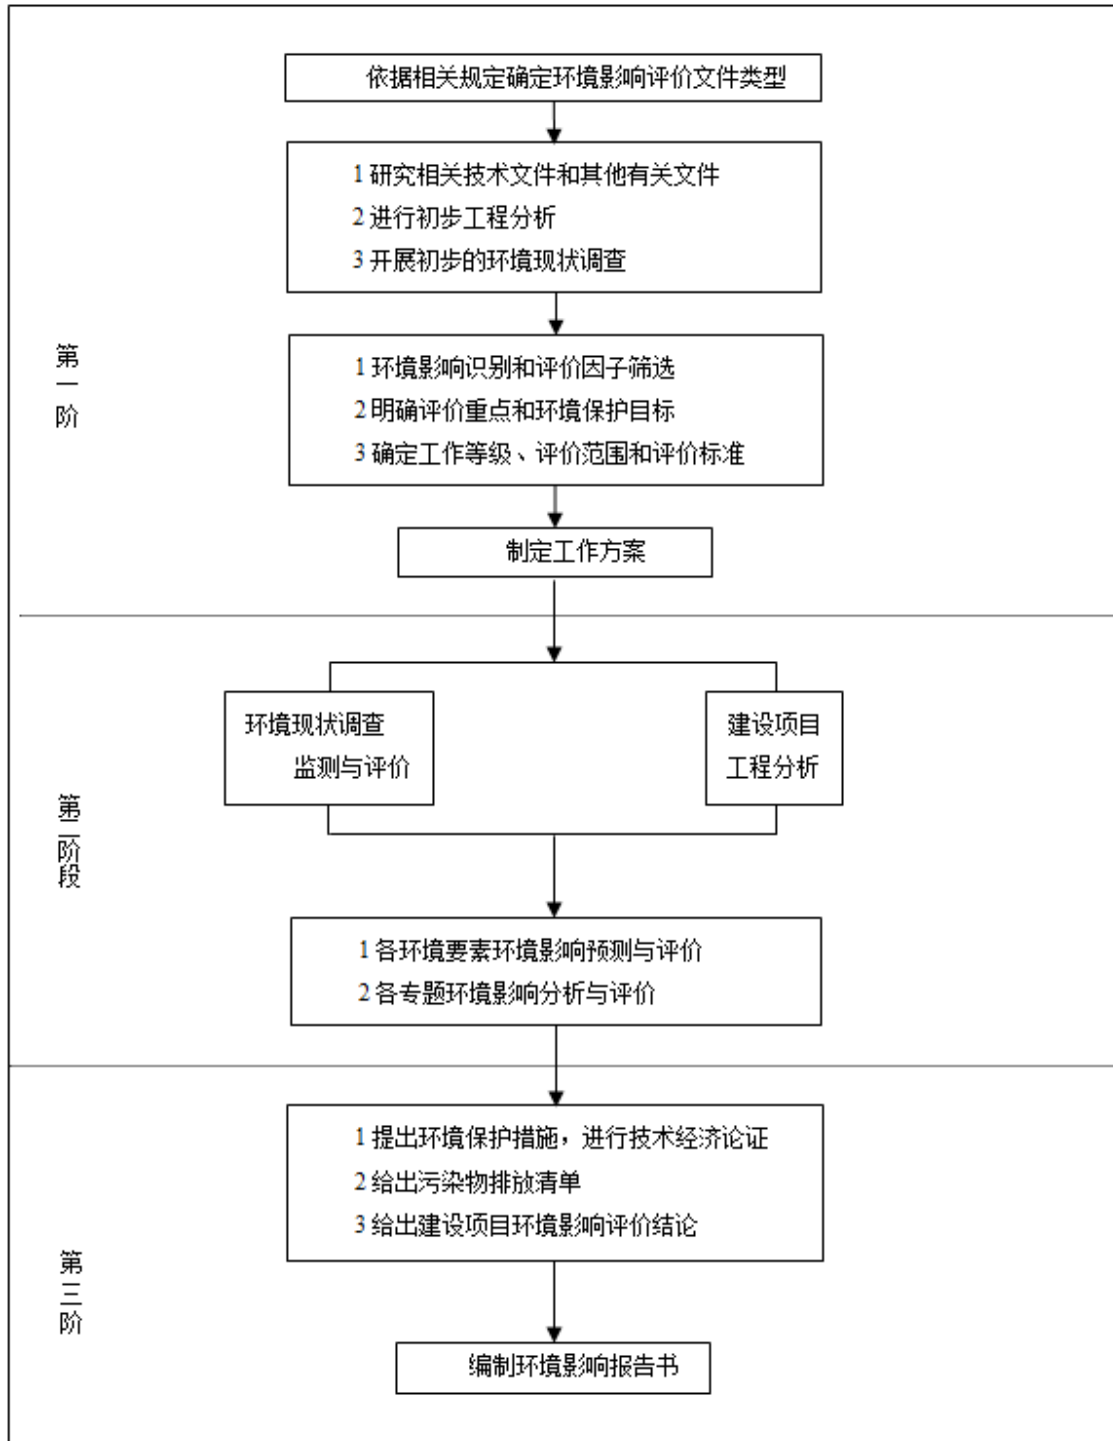 依据相关规定确定环境影响评价文件类型
1 研究相关技术文件和其他有关文件
2 进行初步工程分析
3 开展初步的环境现状调查
第一阶
1 环境影响识别和评价因子筛选
2 明确评价重点和环境保护目标
3 确定工作等级、评价范围和评价标准
制定工作方案
环境现状调查
监测与评价
建设项目
工程分析
第二阶段
1 各环境要素环境影响预测与评价
2 各专题环境影响分析与评价
1 提出环境保护措施，进行技术经济论证
2 给出污染物排放清单
3 给出建设项目环境影响评价结论
第三阶
编制环境影响报告书